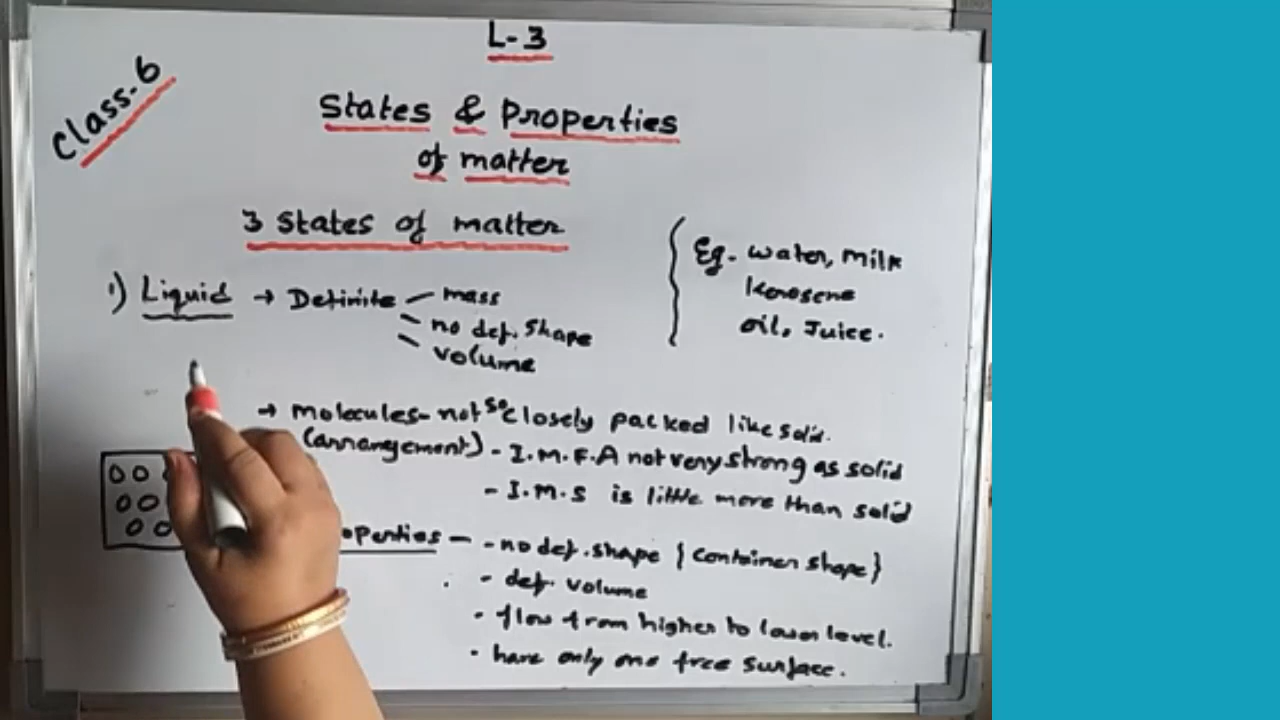 L-3
Class-6
States & Properties
of matter
3 States of matter
1) Liquid → Definite - mass
- no def. shape
- volume
Eg. water, milk
kerosene
oil, Juice.
→ molecules - not so closely packed like solid.
(arrangement) - I.M.F.A not very strong as solid
- I.M.S is little more than solid
operties - - no def. shape { Container shape }
- def. volume
- flow from higher to lower level.
- have only one free surface.